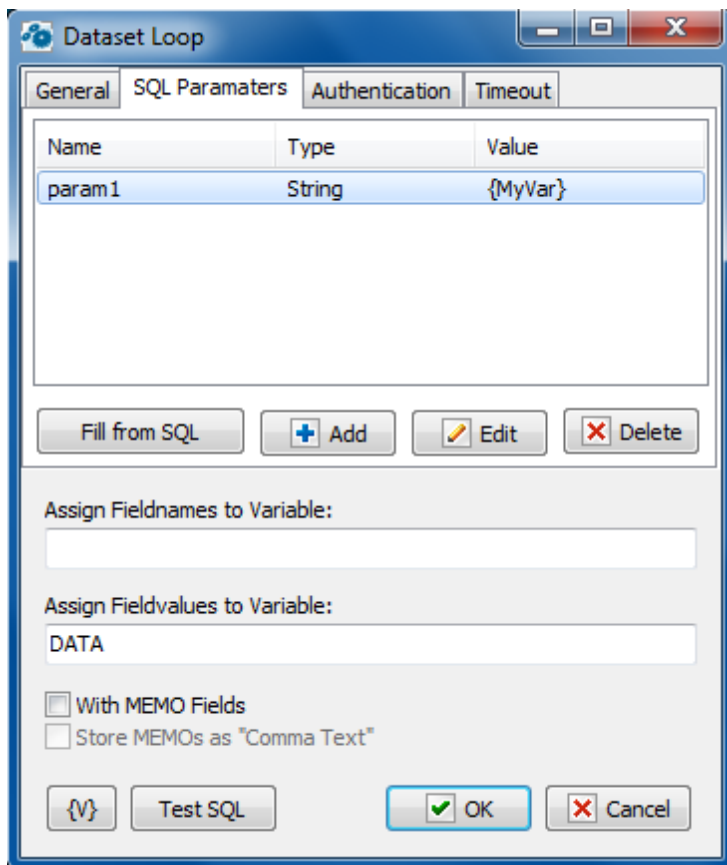 Dataset Loop
General SQL Paramaters Authentication Timeout
Name Type Value
param1 String {MyVar}
Fill from SQL Add Edit Delete
Assign Fieldnames to Variable:
Assign Fieldvalues to Variable:
DATA
With MEMO Fields
Store MEMOs as "Comma Text"
{V} Test SQL OK Cancel